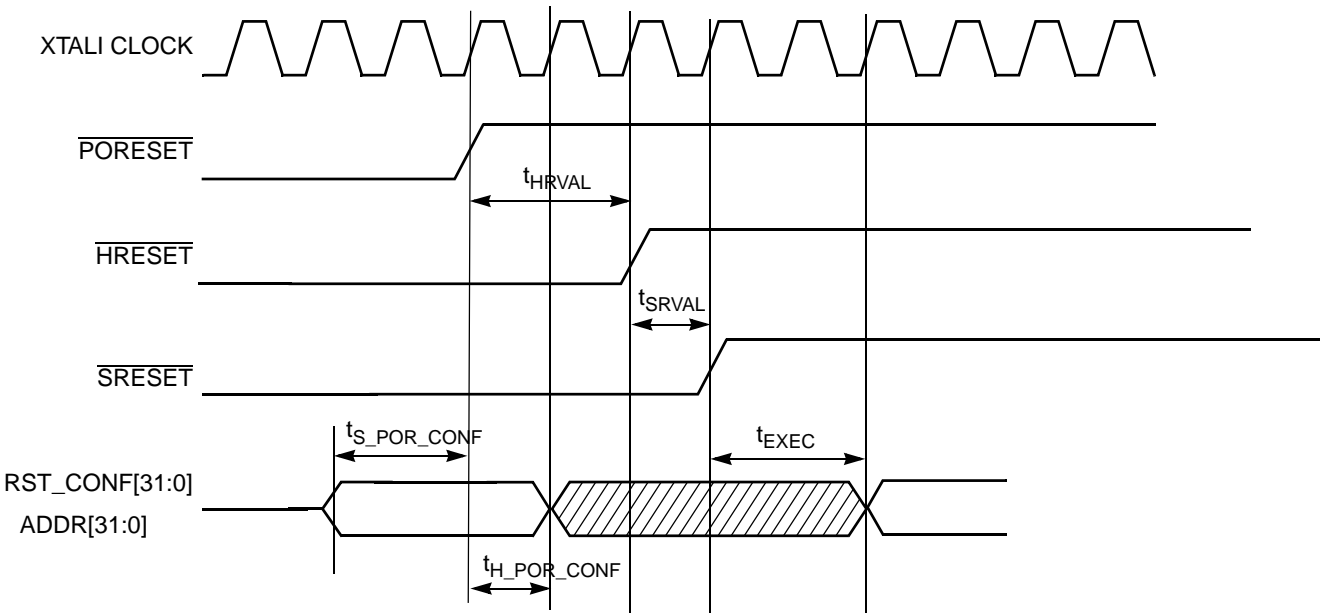 XTALI CLOCK
PORESET
tHRVAL
HRESET
tSRVAL
SRESET
tS_POR_CONF
tEXEC
RST_CONF[31:0]
ADDR[31:0]
tH_POR_CONF